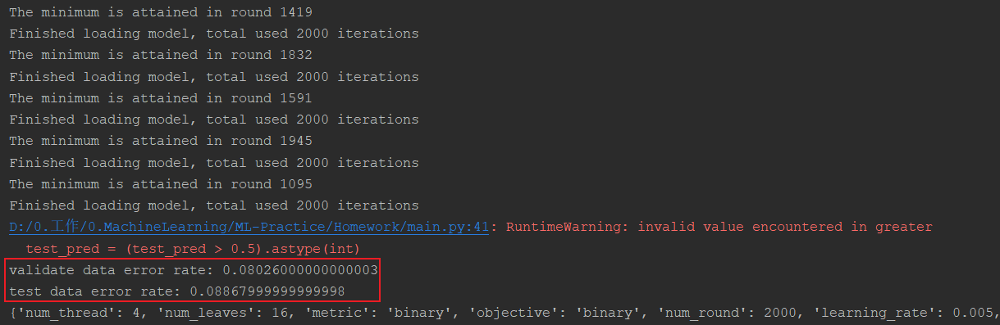 The minimum is attained in round 1419
Finished loading model, total used 2000 iterations
The minimum is attained in round 1832
Finished loading model, total used 2000 iterations
The minimum is attained in round 1591
Finished loading model, total used 2000 iterations
The minimum is attained in round 1945
Finished loading model, total used 2000 iterations
The minimum is attained in round 1095
Finished loading model, total used 2000 iterations
D:/0.工作/0.MachineLearning/ML-Practice/Homework/main.py:41: RuntimeWarning: invalid value encountered in greater
  test_pred = (test_pred > 0.5).astype(int)
validate data error rate: 0.08026000000000003
test data error rate: 0.08867999999999998
{'num_thread': 4, 'num_leaves': 16, 'metric': 'binary', 'objective': 'binary', 'num_round': 2000, 'learning_rate': 0.005,